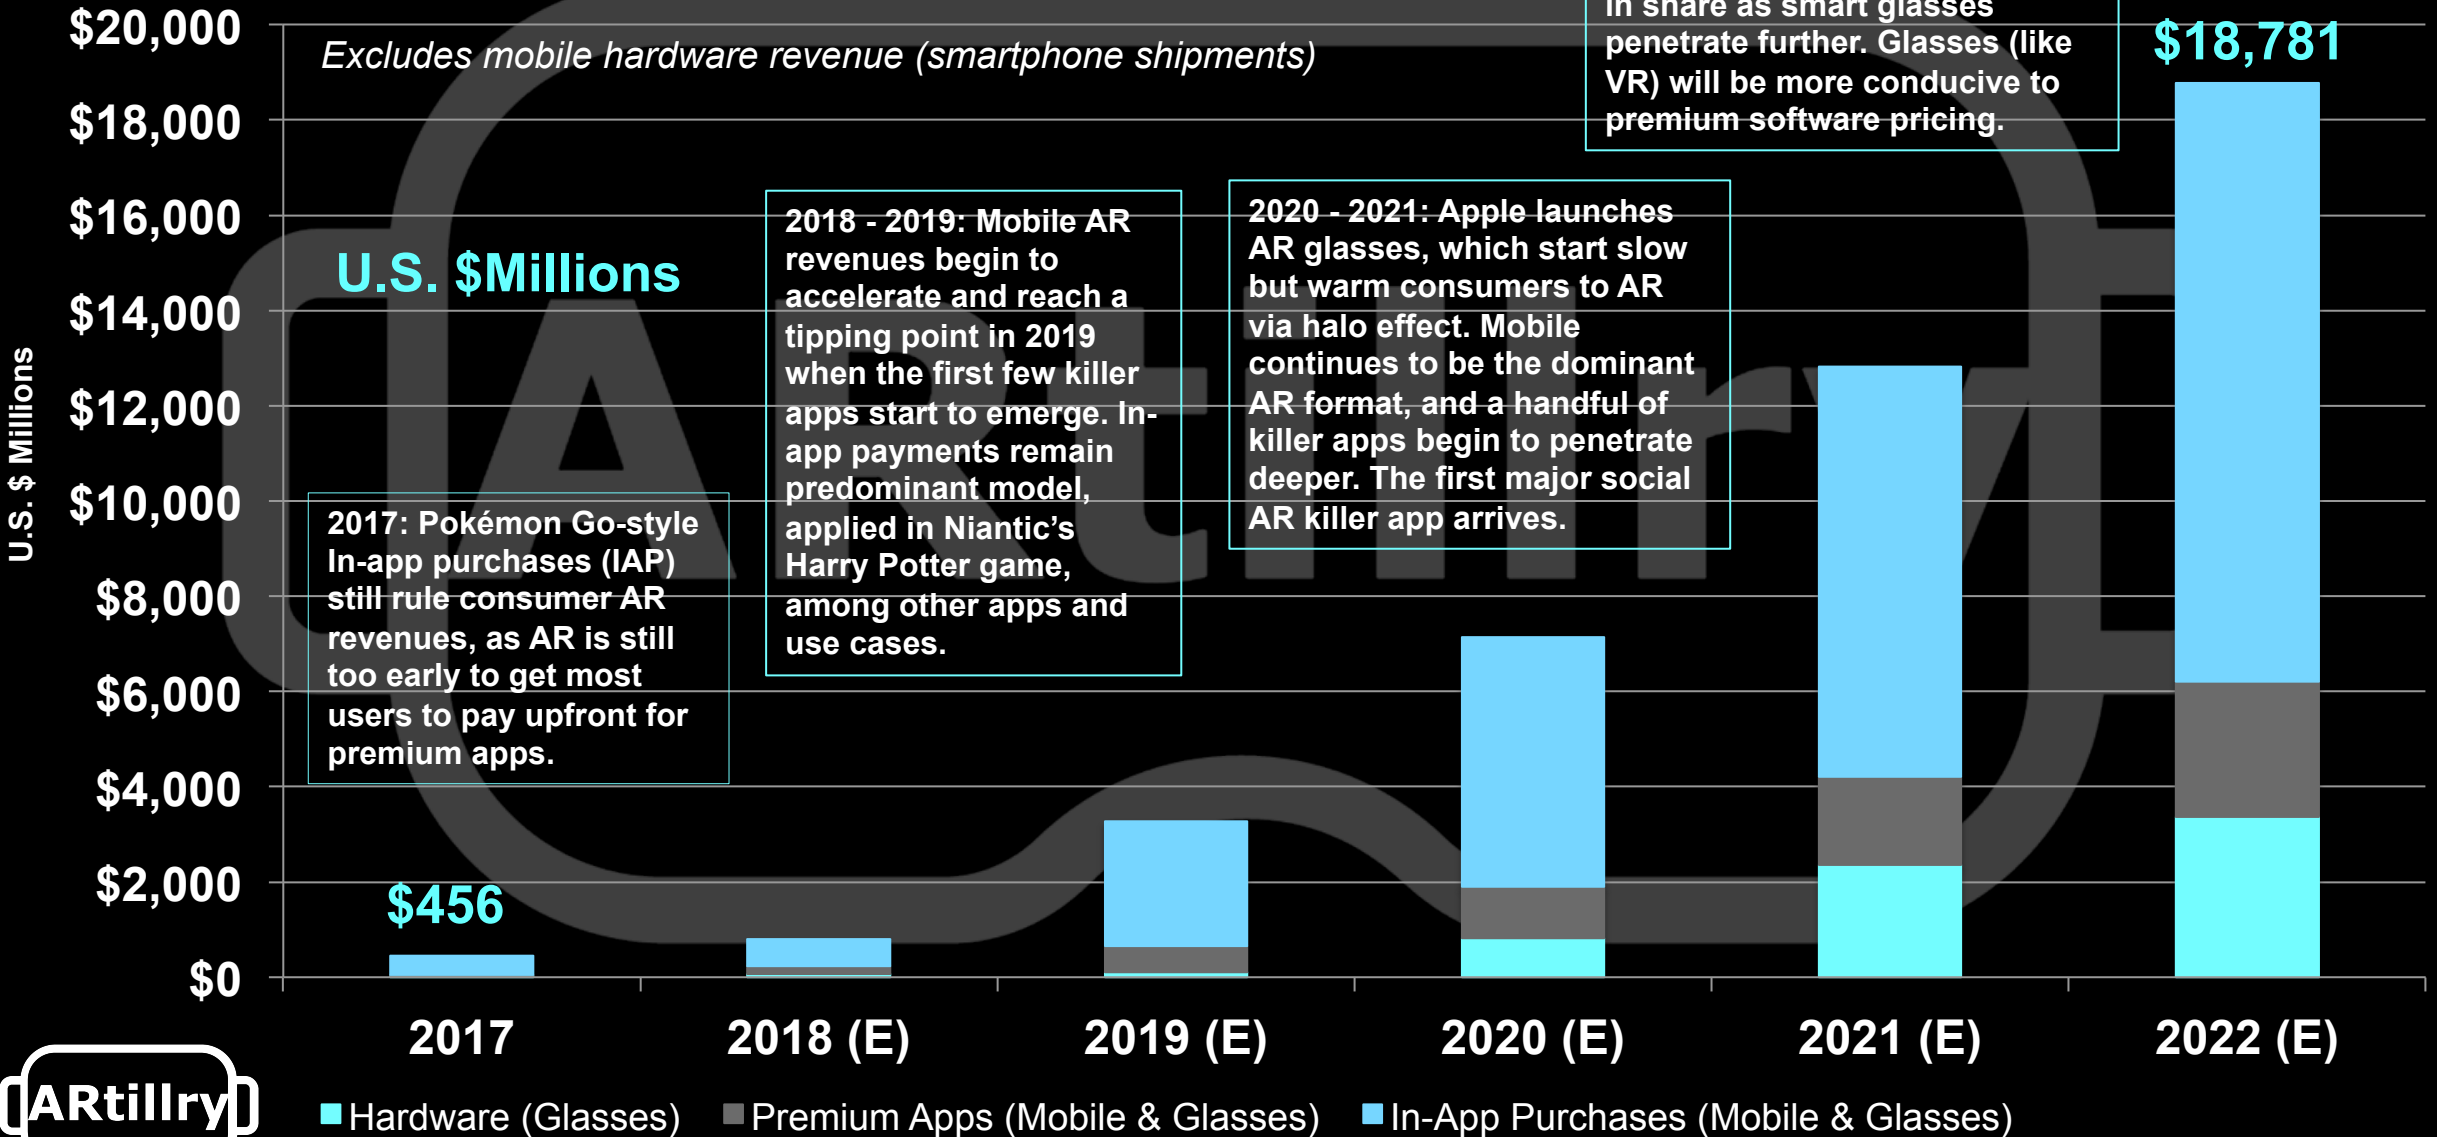 in share as smart glasses
penetrate further. Glasses (like
VR) will be more conducive to
premium software pricing.
$20,000
$18,000
$16,000
$14,000
$12,000
$10,000
$8,000
$6,000
$4,000
$2,000
$0
U.S. $ Millions
Excludes mobile hardware revenue (smartphone shipments)
$18,781
U.S. $Millions
2017: Pokémon Go-style
In-app purchases (IAP)
still rule consumer AR
revenues, as AR is still
too early to get most
users to pay upfront for
premium apps.
2018 - 2019: Mobile AR
revenues begin to
accelerate and reach a
tipping point in 2019
when the first few killer
apps start to emerge. In-
app payments remain
predominant model,
applied in Niantic’s
Harry Potter game,
among other apps and
use cases.
2020 - 2021: Apple launches
AR glasses, which start slow
but warm consumers to AR
via halo effect. Mobile
continues to be the dominant
AR format, and a handful of
killer apps begin to penetrate
deeper. The first major social
AR killer app arrives.
ARtillry
$456
2017
2018 (E)
2019 (E)
2020 (E)
2021 (E)
2022 (E)
ARtillry
Hardware (Glasses)
Premium Apps (Mobile & Glasses)
In-App Purchases (Mobile & Glasses)